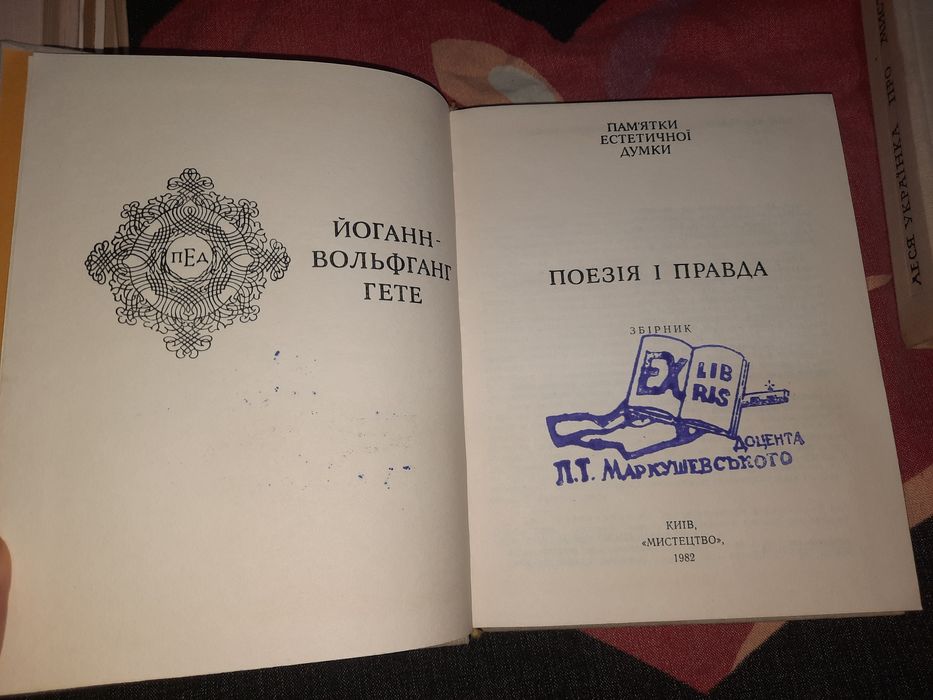 ПЕД
ЙОГАНН-
ВОЛЬФГАНГ
ГЕТЕ
ПАМ'ЯТКИ
ЕСТЕТИЧНОЇ
ДУМКИ
ПОЕЗІЯ І ПРАВДА
ЗБІРНИК
EX LIB
RIS
ДОЦЕНТА
П.Т. МАРКУШЕВСЬКОГО
КИЇВ,
«МИСТЕЦТВО»,
1982
ЛЕСЯ УКРАЇНКА ПРО